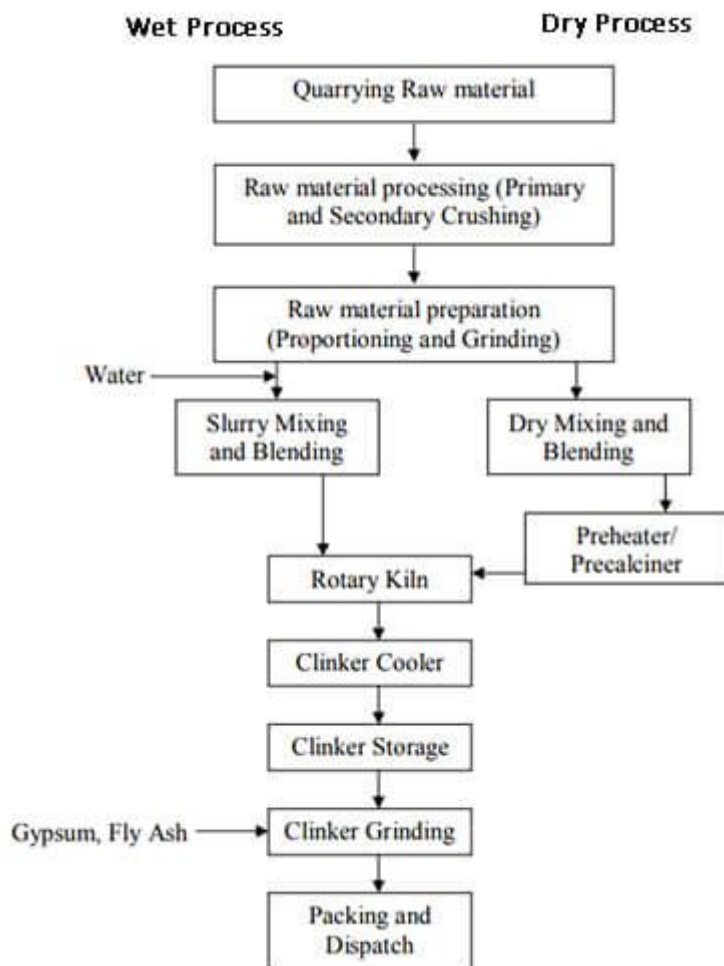 Wet Process
Dry Process
Quarrying Raw material
Raw material processing (Primary
and Secondary Crushing)
Raw material preparation
(Proportioning and Grinding)
Water
Slurry Mixing
and Blending
Dry Mixing and
Blending
Preheater/
Precalciner
Rotary Kiln
Clinker Cooler
Clinker Storage
Gypsum, Fly Ash
Clinker Grinding
Packing and
Dispatch